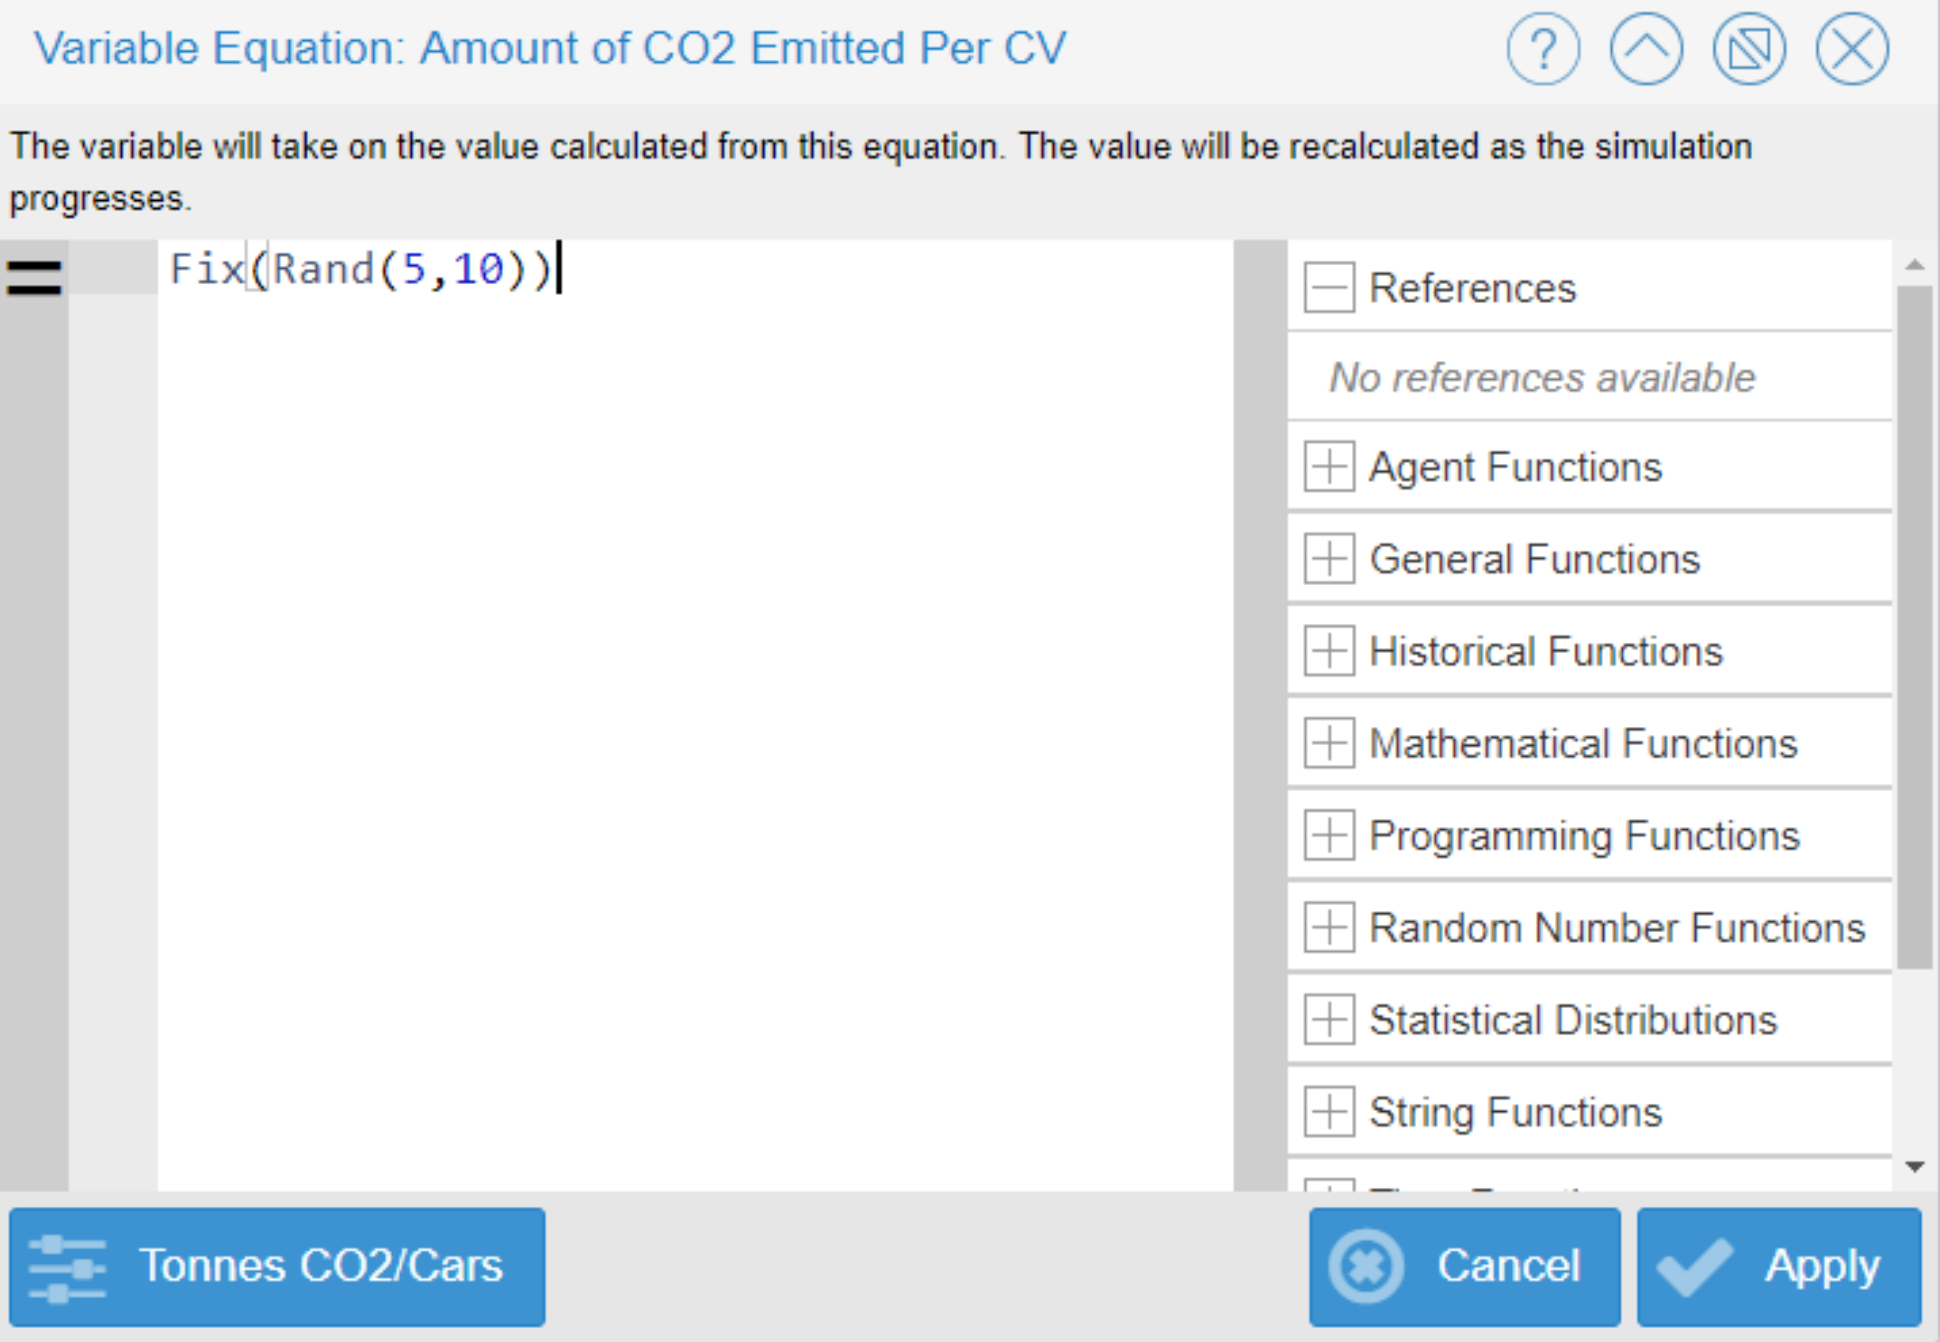 Variable Equation: Amount of CO2 Emitted Per CV
The variable will take on the value calculated from this equation. The value will be recalculated as the simulation
progresses.
= Fix(Rand(5,10))
References
No references available
Agent Functions
General Functions
Historical Functions
Mathematical Functions
Programming Functions
Random Number Functions
Statistical Distributions
String Functions
Tonnes CO2/Cars
Cancel
Apply